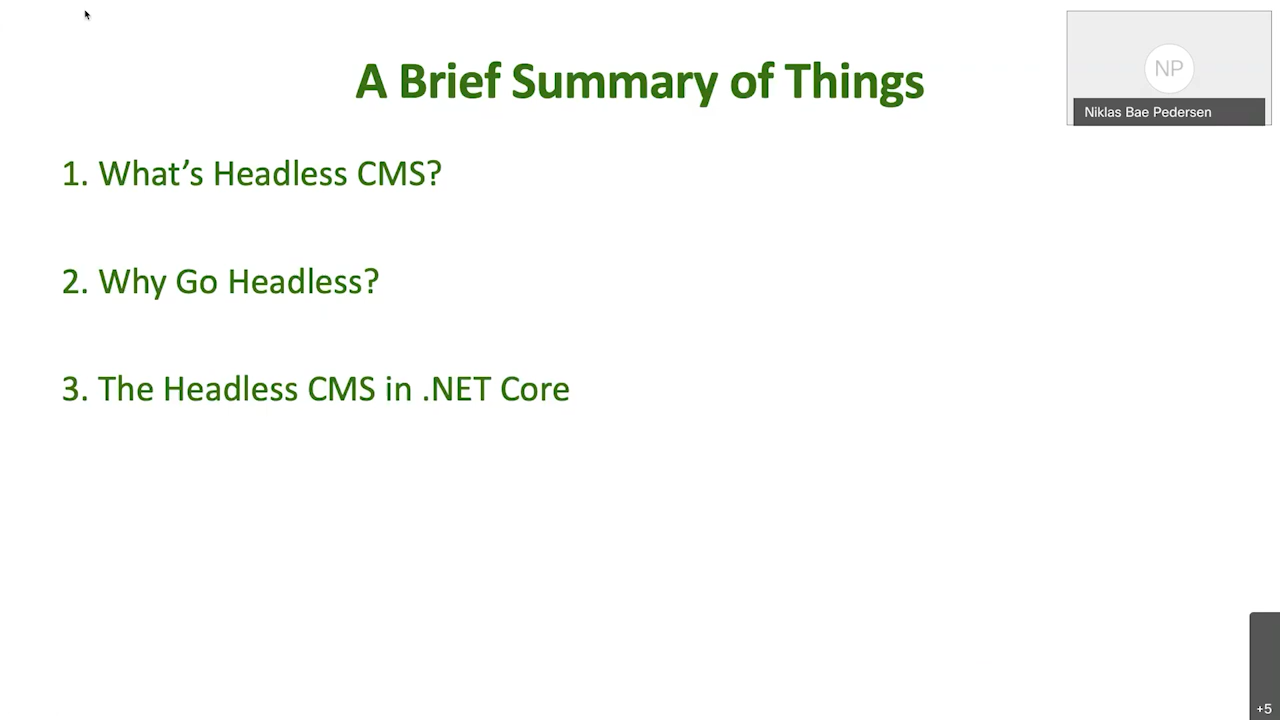 A Brief Summary of Things
NP
Niklas Bae Pedersen
1. What’s Headless CMS?
2. Why Go Headless?
3. The Headless CMS in .NET Core
+5